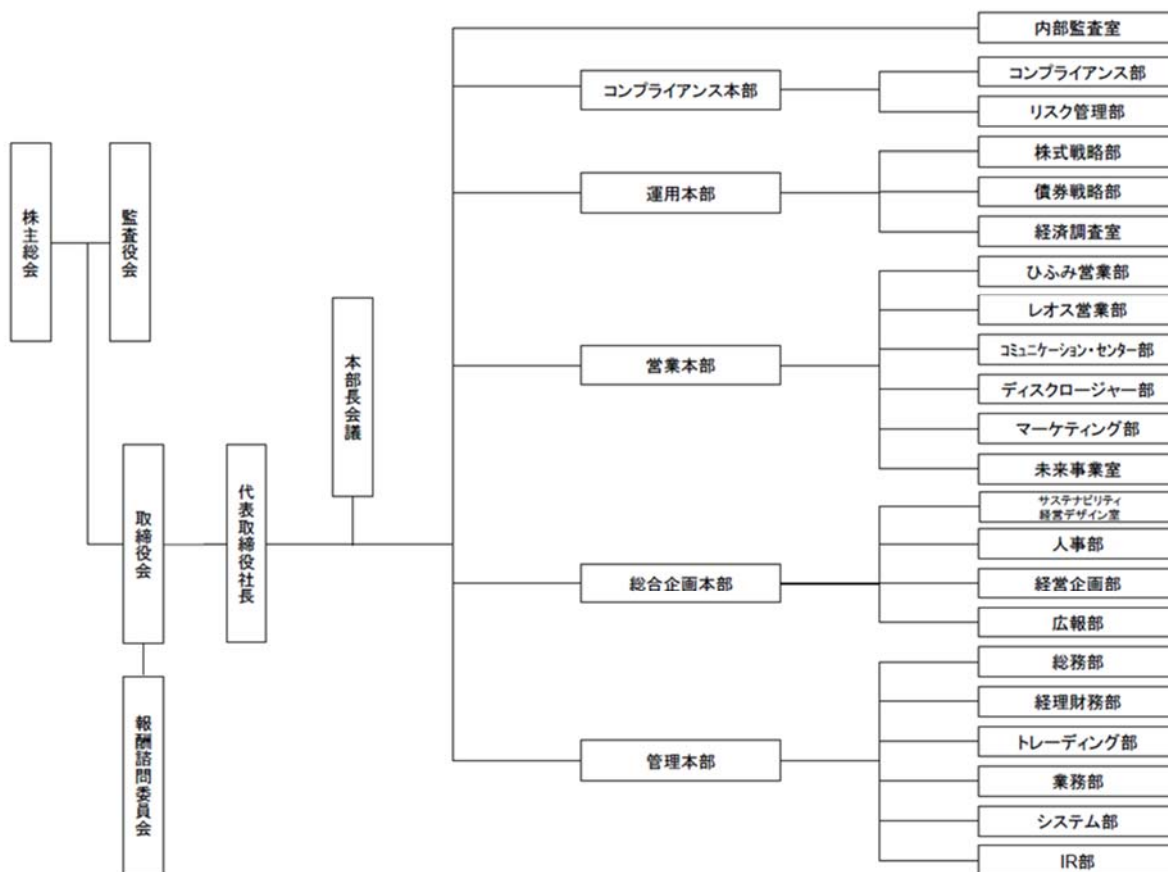 株主総会
監査役会
取締役会
報酬諮問委員会
代表取締役社長
本部長会議
内部監査室
コンプライアンス本部
コンプライアンス部
リスク管理部
運用本部
株式戦略部
債券戦略部
経済調査室
営業本部
ひふみ営業部
レオス営業部
コミュニケーション・センター部
ディスクロージャー部
マーケティング部
未来事業室
総合企画本部
サステナビリティ
経営デザイン室
人事部
経営企画部
広報部
管理本部
総務部
経理財務部
トレーディング部
業務部
システム部
IR部